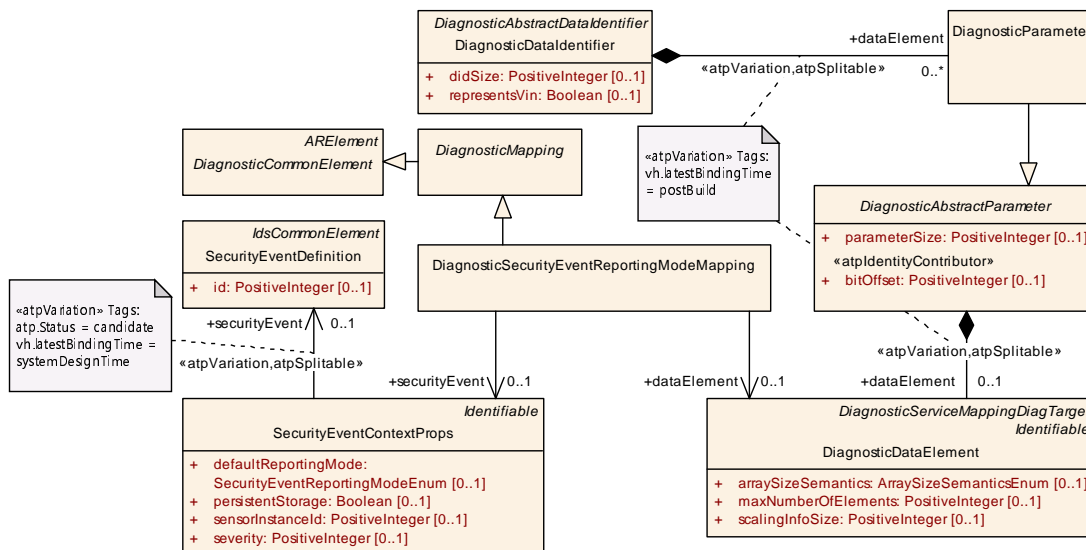 DiagnosticAbstractDataIdentifier
DiagnosticDataIdentifier
+ didSize: PositiveInteger [0..1]
+ representsVin: Boolean [0..1]
+dataElement
«atpVariation,atpSplitable»
0..*
DiagnosticParameter
ARElement
DiagnosticCommonElement
DiagnosticMapping
«atpVariation» Tags:
vh.latestBindingTime
= postBuild
DiagnosticAbstractParameter
+ parameterSize: PositiveInteger [0..1]
«atpIdentityContributor»
+ bitOffset: PositiveInteger [0..1]
IdsCommonElement
SecurityEventDefinition
+ id: PositiveInteger [0..1]
DiagnosticSecurityEventReportingModeMapping
«atpVariation» Tags:
atp.Status = candidate
vh.latestBindingTime =
systemDesignTime
+securityEvent
0..1
«atpVariation,atpSplitable»
«atpVariation,atpSplitable»
+securityEvent
0..1
+dataElement
0..1
+dataElement
0..1
Identifiable
SecurityEventContextProps
+ defaultReportingMode:
SecurityEventReportingModeEnum [0..1]
+ persistentStorage: Boolean [0..1]
+ sensorInstanceId: PositiveInteger [0..1]
+ severity: PositiveInteger [0..1]
DiagnosticServiceMappingDiagTarget
Identifiable
DiagnosticDataElement
+ arraySizeSemantics: ArraySizeSemanticsEnum [0..1]
+ maxNumberOfElements: PositiveInteger [0..1]
+ scalingInfoSize: PositiveInteger [0..1]